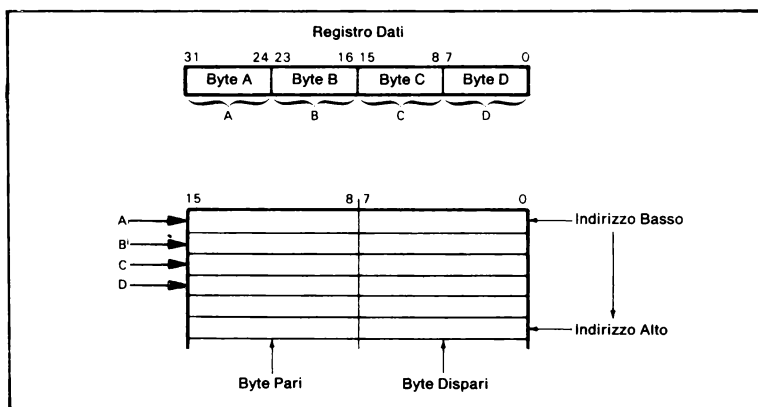 Registro Dati
31 24 23 16 15 8 7 0
Byte A Byte B Byte C Byte D
A B C D
15 8 7 0
A Indirizzo Basso
B
C
D
Indirizzo Alto
Byte Pari Byte Dispari